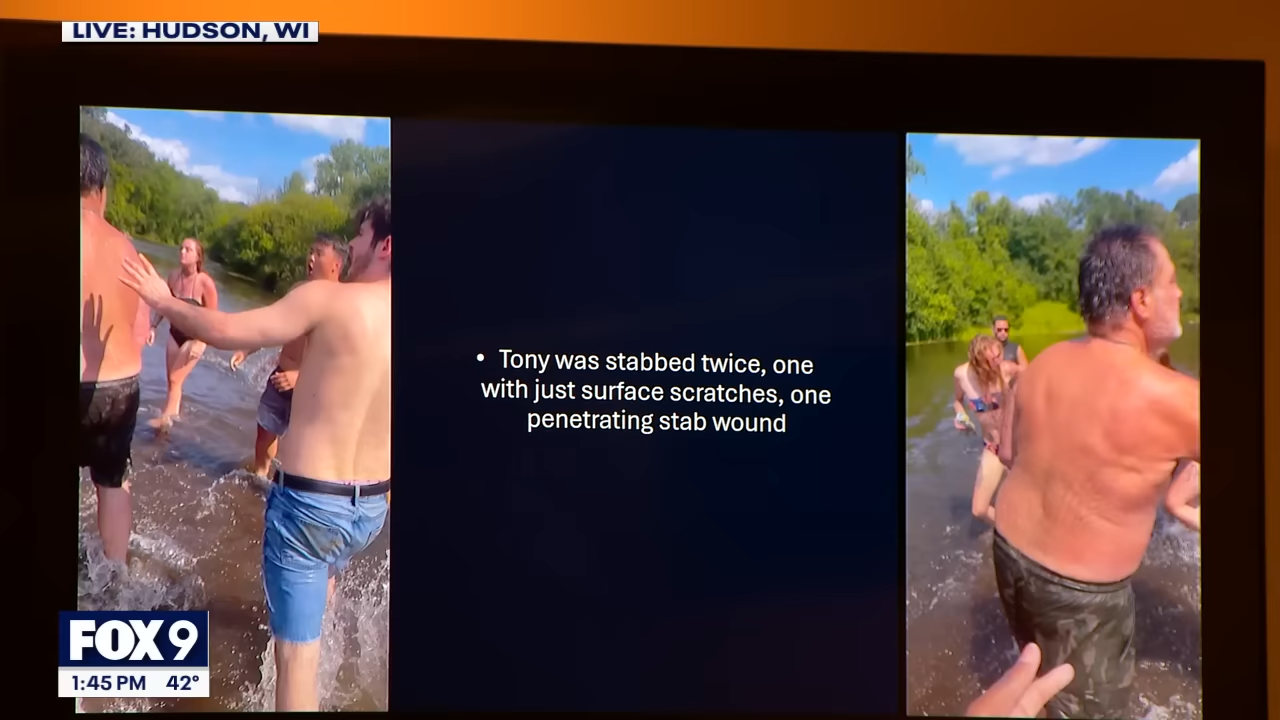 LIVE: HUDSON, WI
• Tony was stabbed twice, one
with just surface scratches, one
penetrating stab wound
FOX 9
1:45 PM 42°